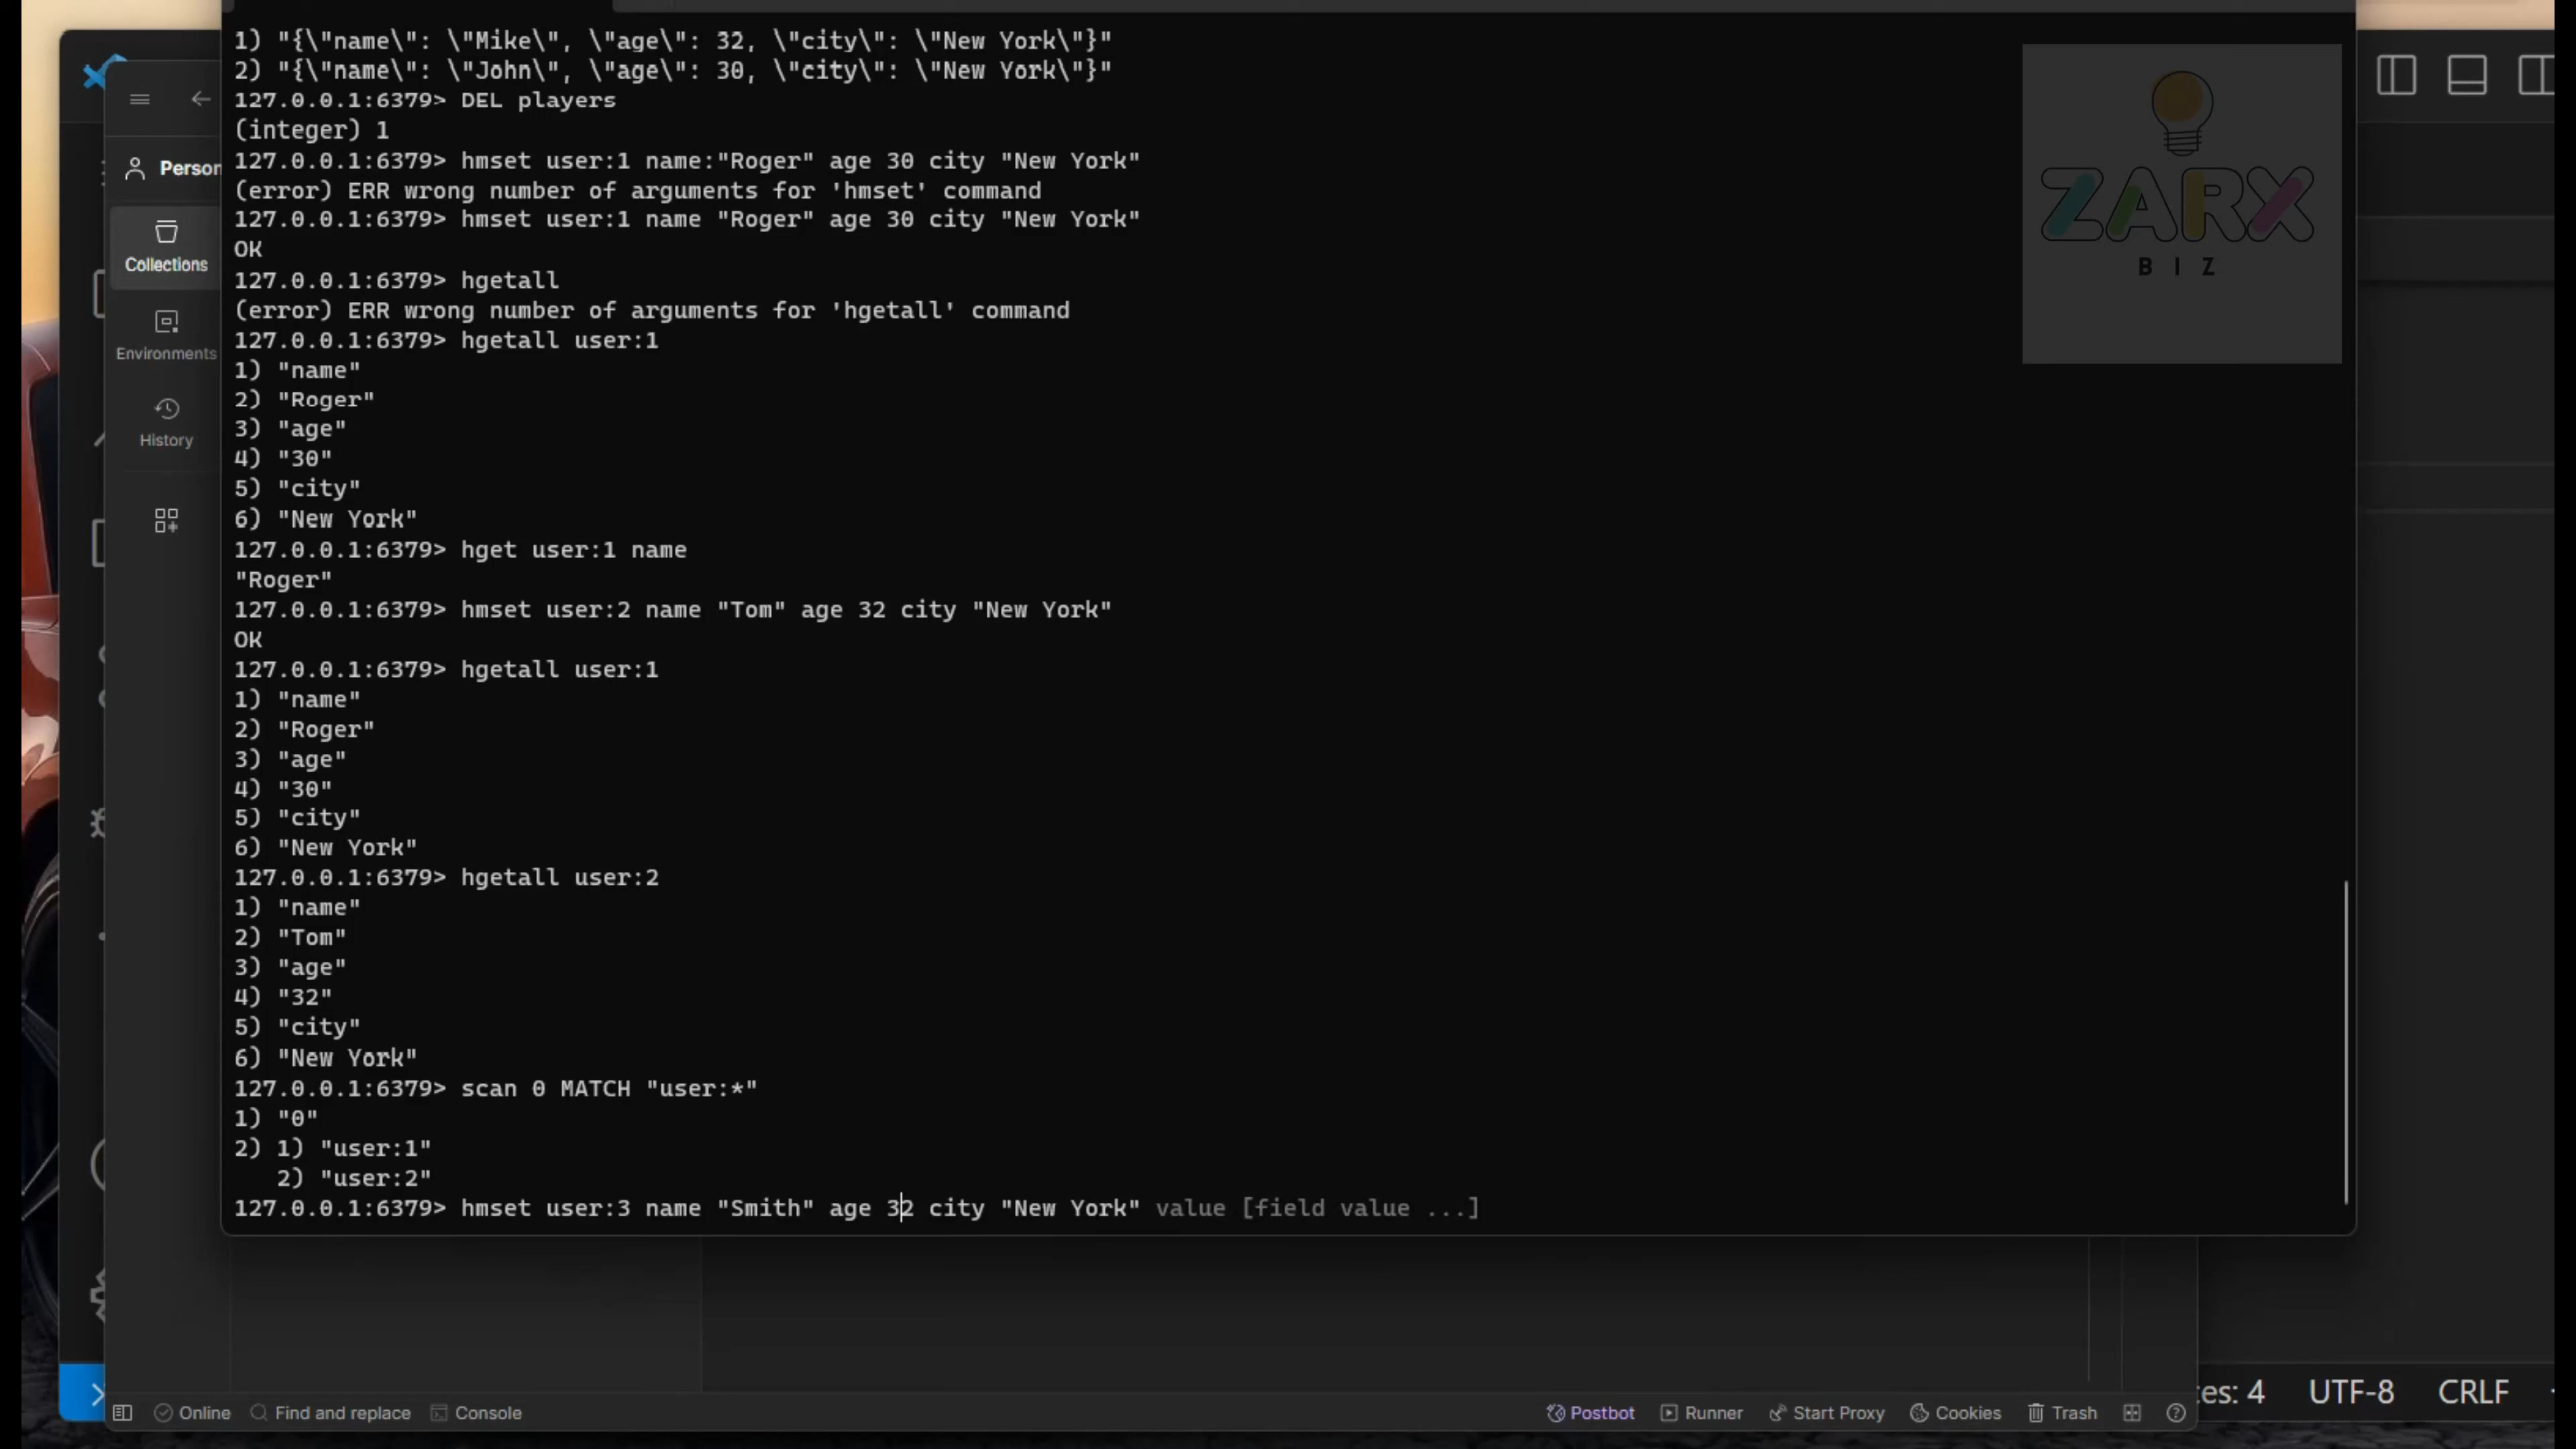 1) "{\"name\": \"Mike\", \"age\": 32, \"city\": \"New York\"}"
2) "{\"name\": \"John\", \"age\": 30, \"city\": \"New York\"}"
127.0.0.1:6379> DEL players
(integer) 1
127.0.0.1:6379> hmset user:1 name:"Roger" age 30 city "New York"
(error) ERR wrong number of arguments for 'hmset' command
127.0.0.1:6379> hmset user:1 name "Roger" age 30 city "New York"
OK
127.0.0.1:6379> hgetall
(error) ERR wrong number of arguments for 'hgetall' command
127.0.0.1:6379> hgetall user:1
1) "name"
2) "Roger"
3) "age"
4) "30"
5) "city"
6) "New York"
127.0.0.1:6379> hget user:1 name
"Roger"
127.0.0.1:6379> hmset user:2 name "Tom" age 32 city "New York"
OK
127.0.0.1:6379> hgetall user:1
1) "name"
2) "Roger"
3) "age"
4) "30"
5) "city"
6) "New York"
127.0.0.1:6379> hgetall user:2
1) "name"
2) "Tom"
3) "age"
4) "32"
5) "city"
6) "New York"
127.0.0.1:6379> scan 0 MATCH "user:*"
1) "0"
2) 1) "user:1"
   2) "user:2"
127.0.0.1:6379> hmset user:3 name "Smith" age 32 city "New York" value [field value ...]
Person
Collections
Environments
History
ZARX
BIZ
Online
Find and replace
Console
Postbot
Runner
Start Proxy
Cookies
Trash
es: 4
UTF-8
CRLF